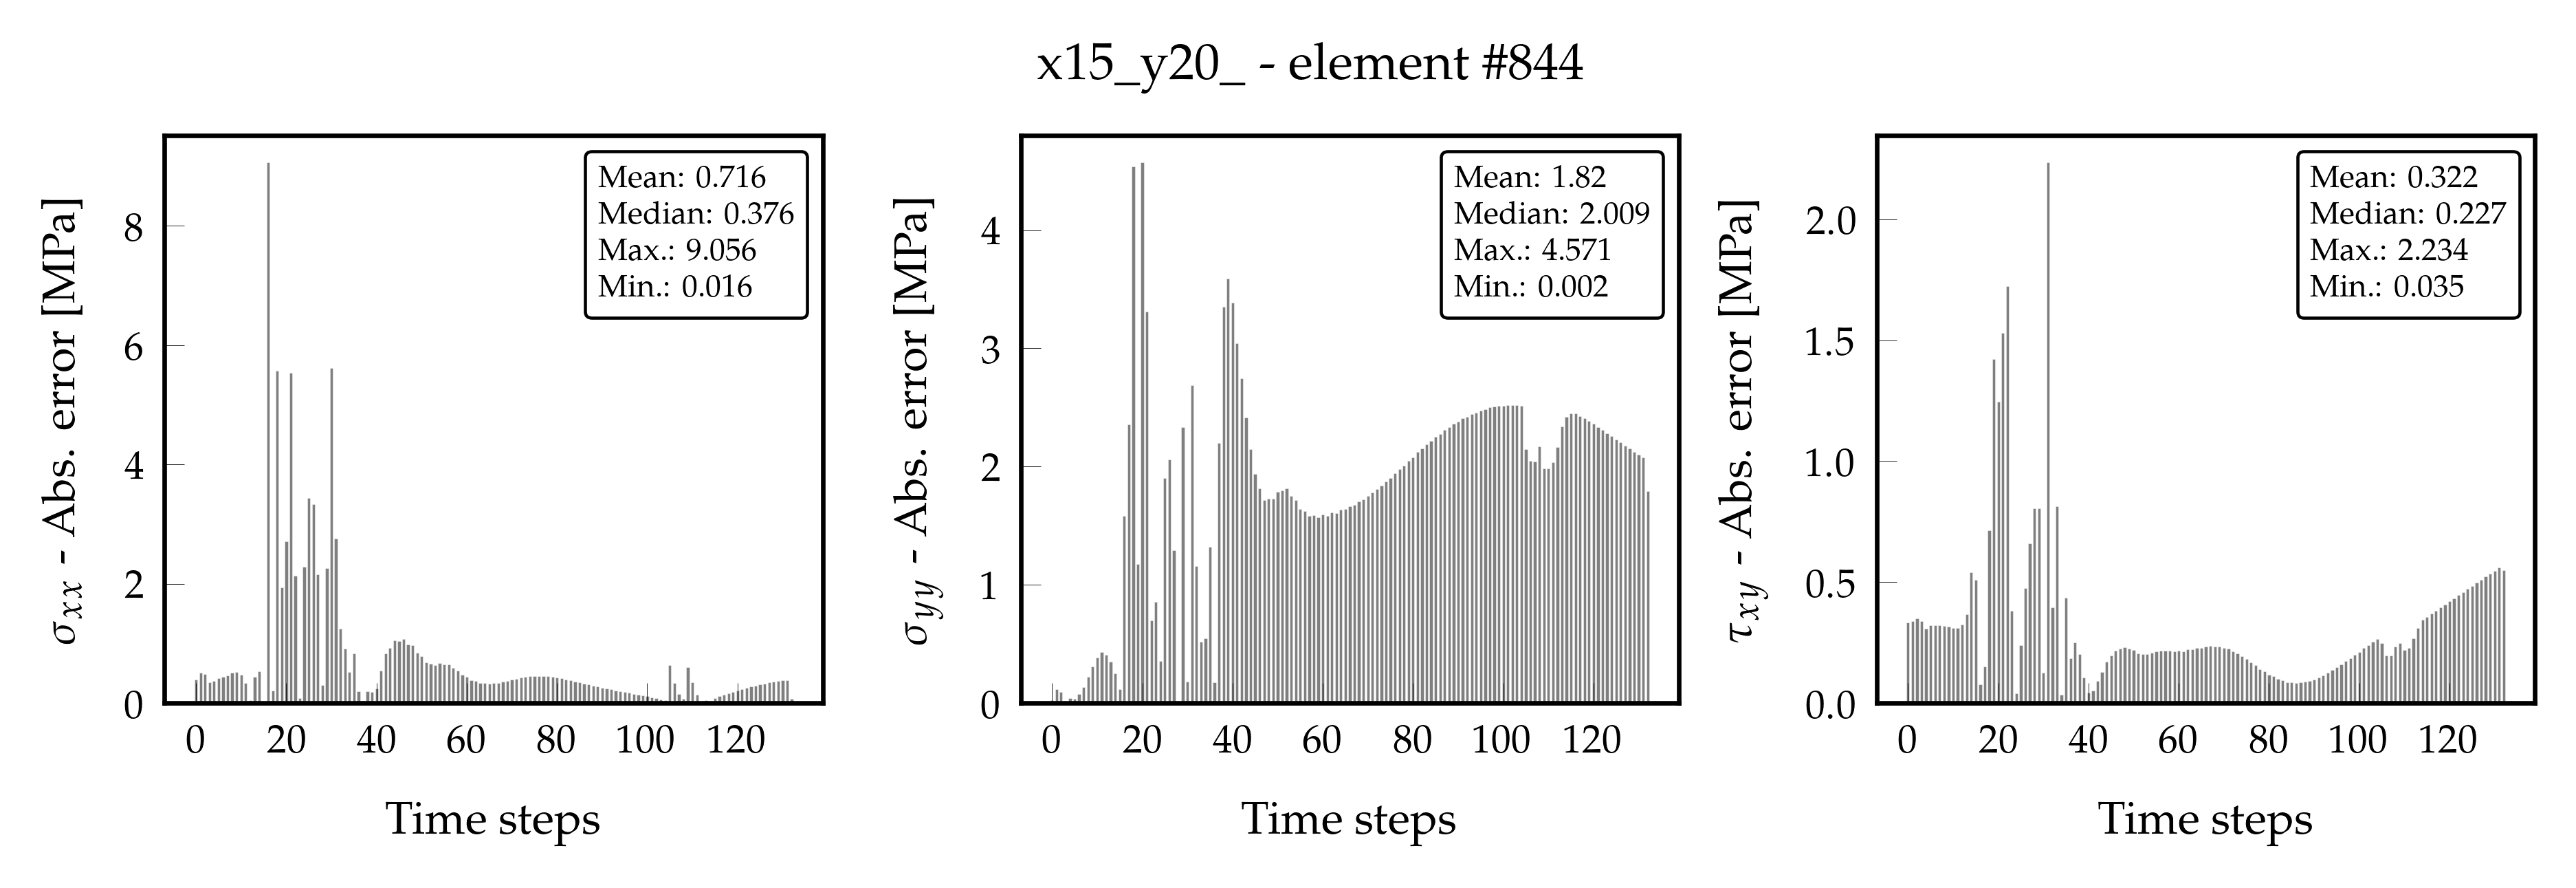 x15_y20_ - element #844
σxx - Abs. error [MPa]
8
6
4
2
0
0 20 40 60 80 100 120
Time steps
Mean: 0.716
Median: 0.376
Max.: 9.056
Min.: 0.016
σyy - Abs. error [MPa]
4
3
2
1
0
0 20 40 60 80 100 120
Time steps
Mean: 1.82
Median: 2.009
Max.: 4.571
Min.: 0.002
τxy - Abs. error [MPa]
2.0
1.5
1.0
0.5
0.0
0 20 40 60 80 100 120
Time steps
Mean: 0.322
Median: 0.227
Max.: 2.234
Min.: 0.035